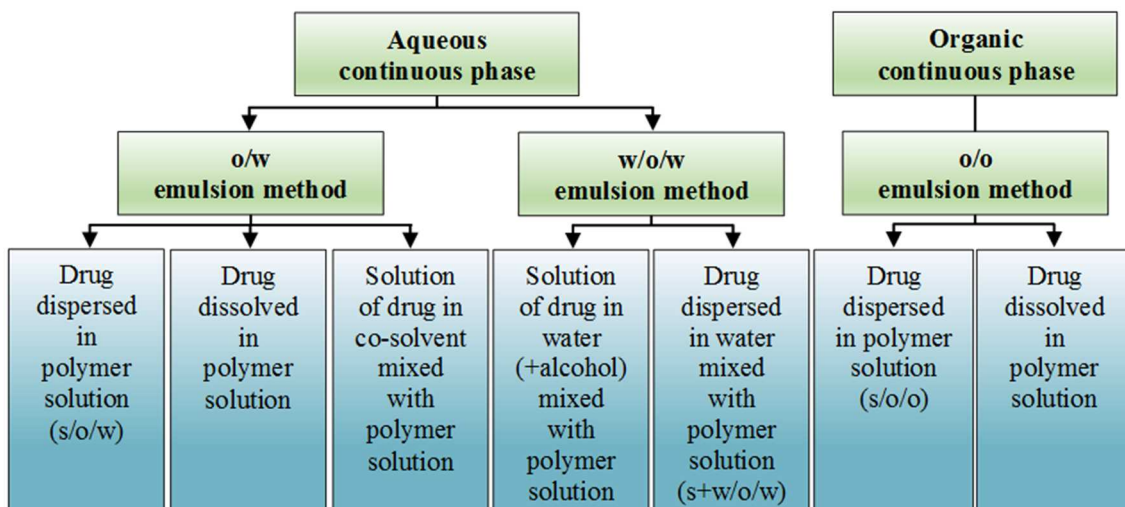 Aqueous
continuous phase
Organic
continuous phase
o/w
emulsion method
w/o/w
emulsion method
o/o
emulsion method
Drug
dispersed
in
polymer
solution
(s/o/w)
Drug
dissolved
in
polymer
solution
Solution
of drug in
co-solvent
mixed
with
polymer
solution
Solution
of drug in
water
(+alcohol)
mixed
with
polymer
solution
Drug
dispersed
in water
mixed
with
polymer
solution
(s+w/o/w)
Drug
dispersed
in polymer
solution
(s/o/o)
Drug
dissolved
in
polymer
solution